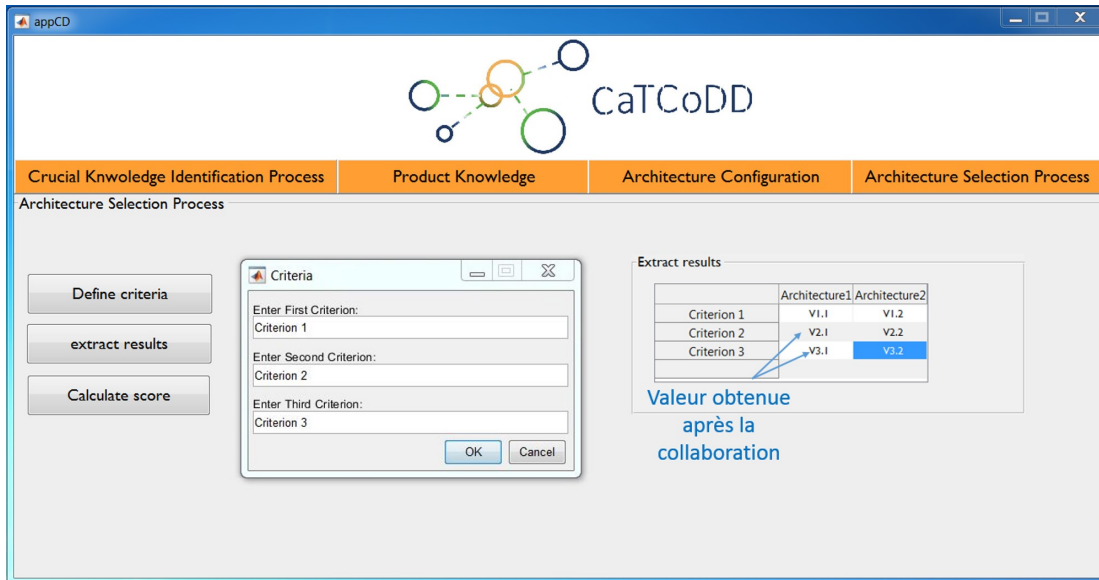 appCD
CaTCoDD
Crucial Knwoledge Identification Process
Product Knowledge
Architecture Configuration
Architecture Selection Process
Architecture Selection Process
Define criteria
extract results
Calculate score
Criteria
Enter First Criterion:
Criterion 1
Enter Second Criterion:
Criterion 2
Enter Third Criterion:
Criterion 3
OK Cancel
Extract results
Architecture1 Architecture2
Criterion 1 V1.1 V1.2
Criterion 2 V2.1 V2.2
Criterion 3 V3.1 V3.2
Valeur obtenue
après la
collaboration